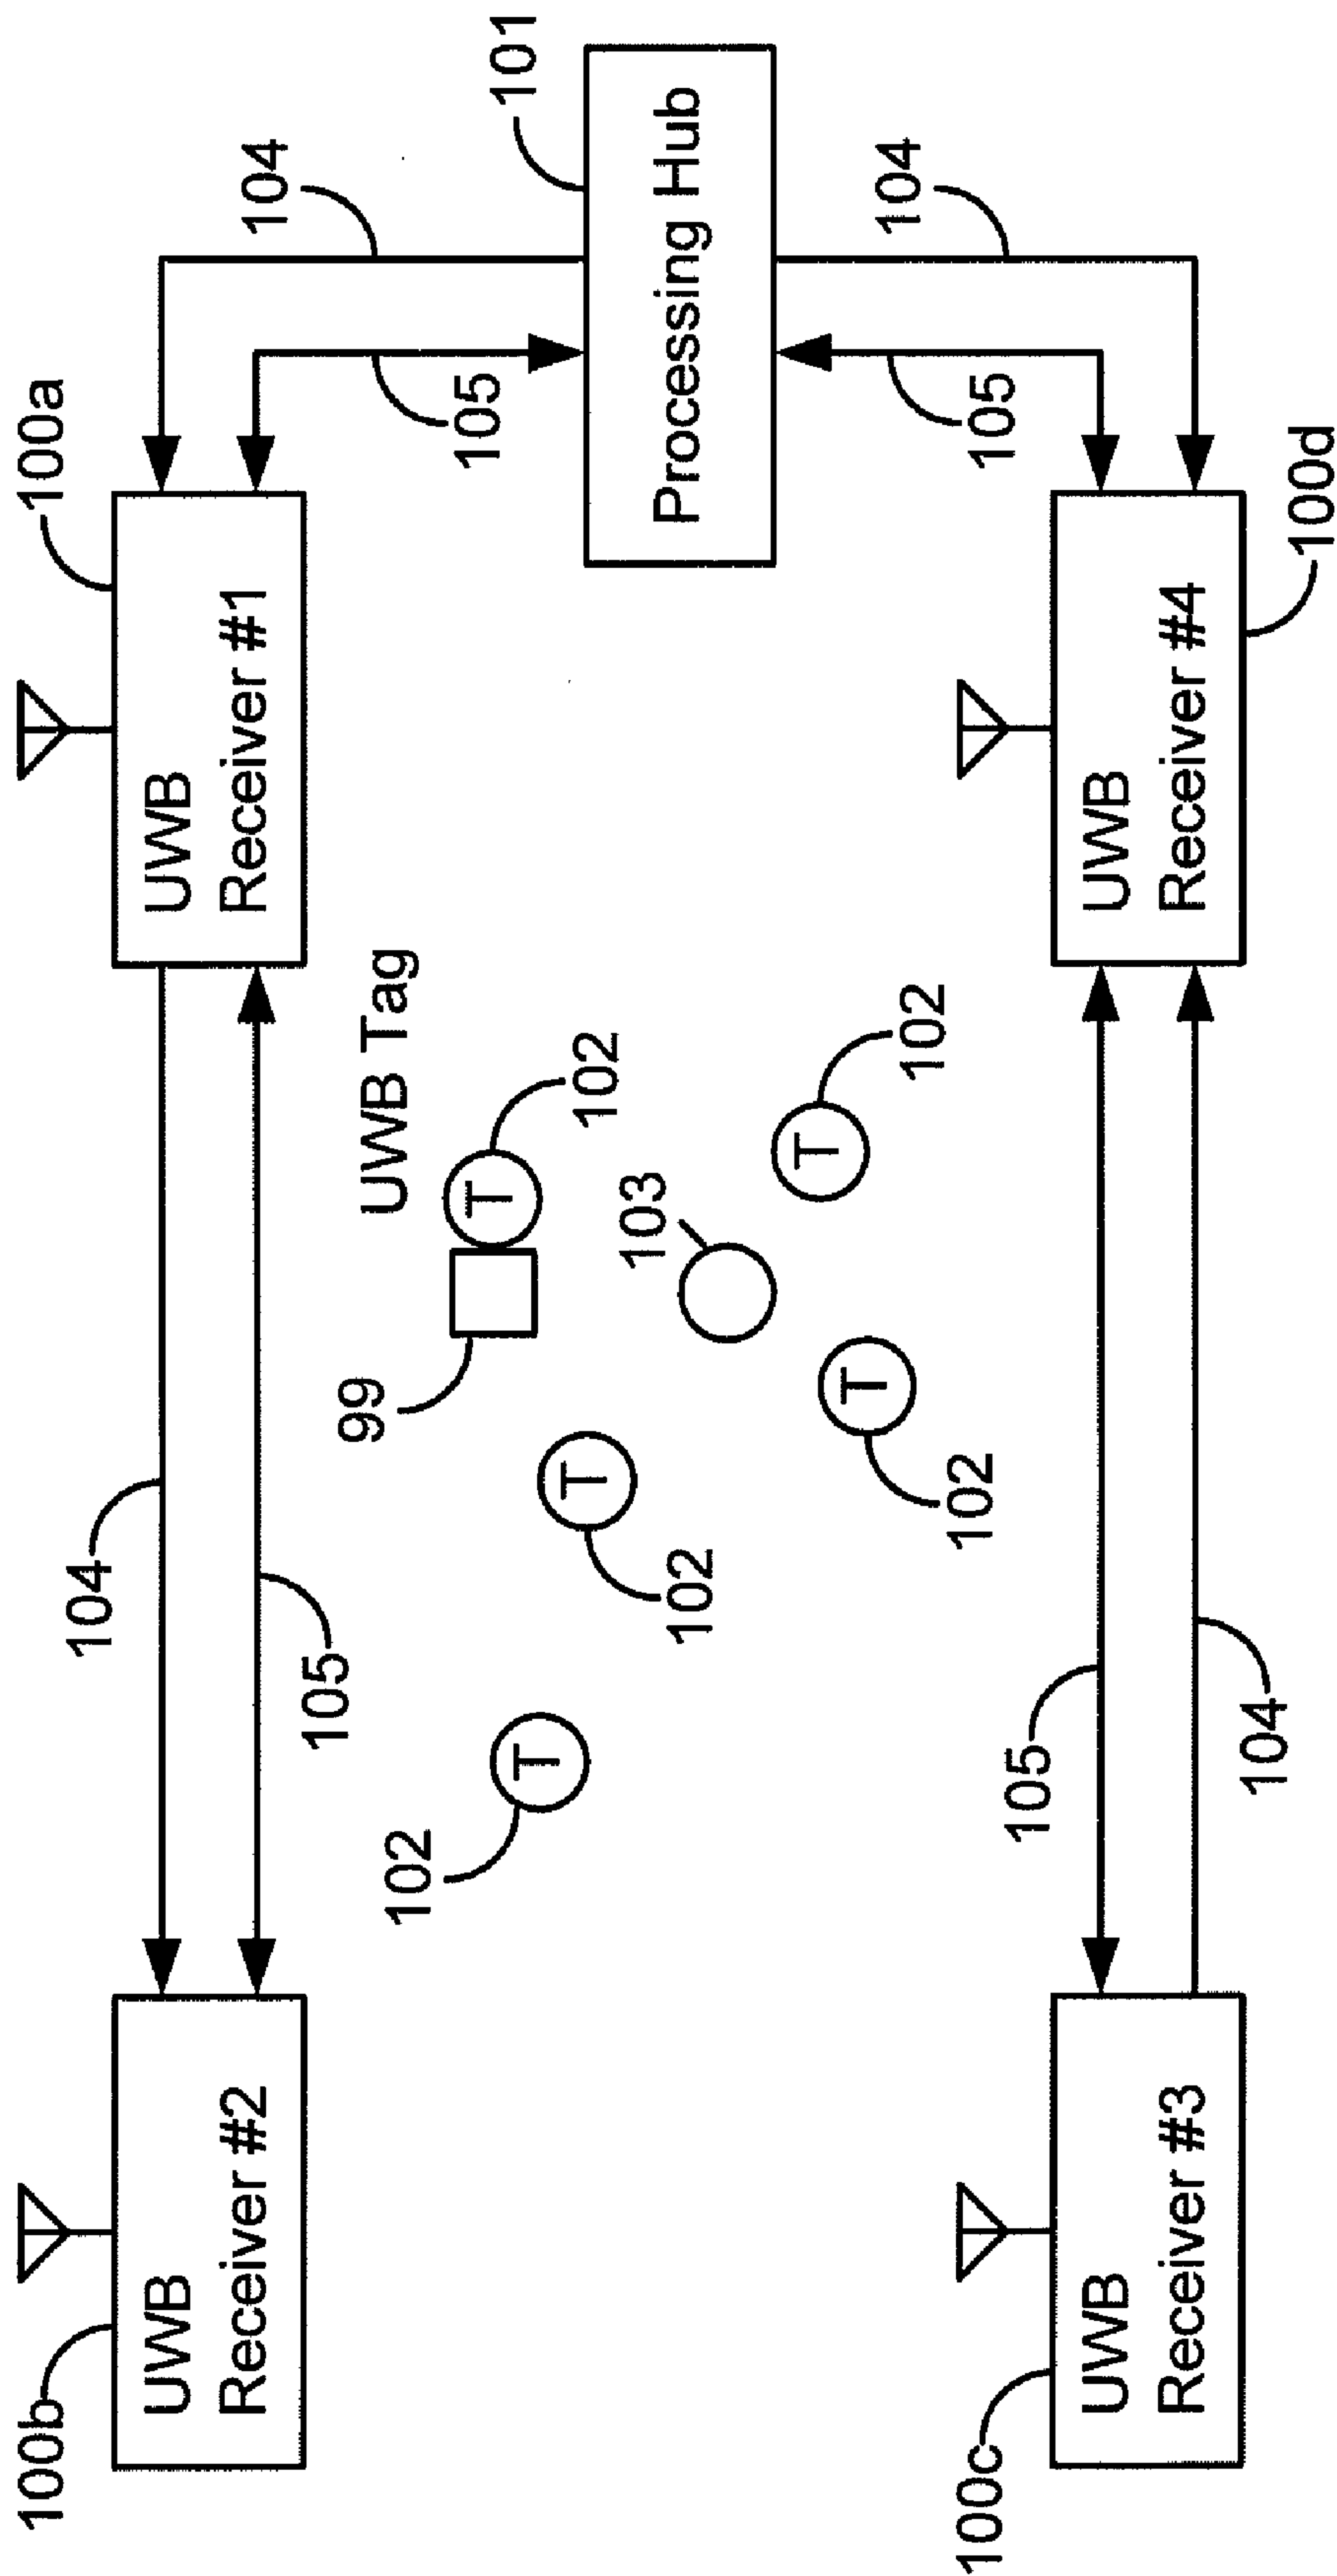 100b
100a
104
UWB
Receiver #2
UWB
Receiver #1
104
105
99
UWB Tag
102
105
T
101
T
T
102
103
Processing Hub
102
T
T
104
102
102
100c
105
105
UWB
Receiver #3
UWB
Receiver #4
104
100d